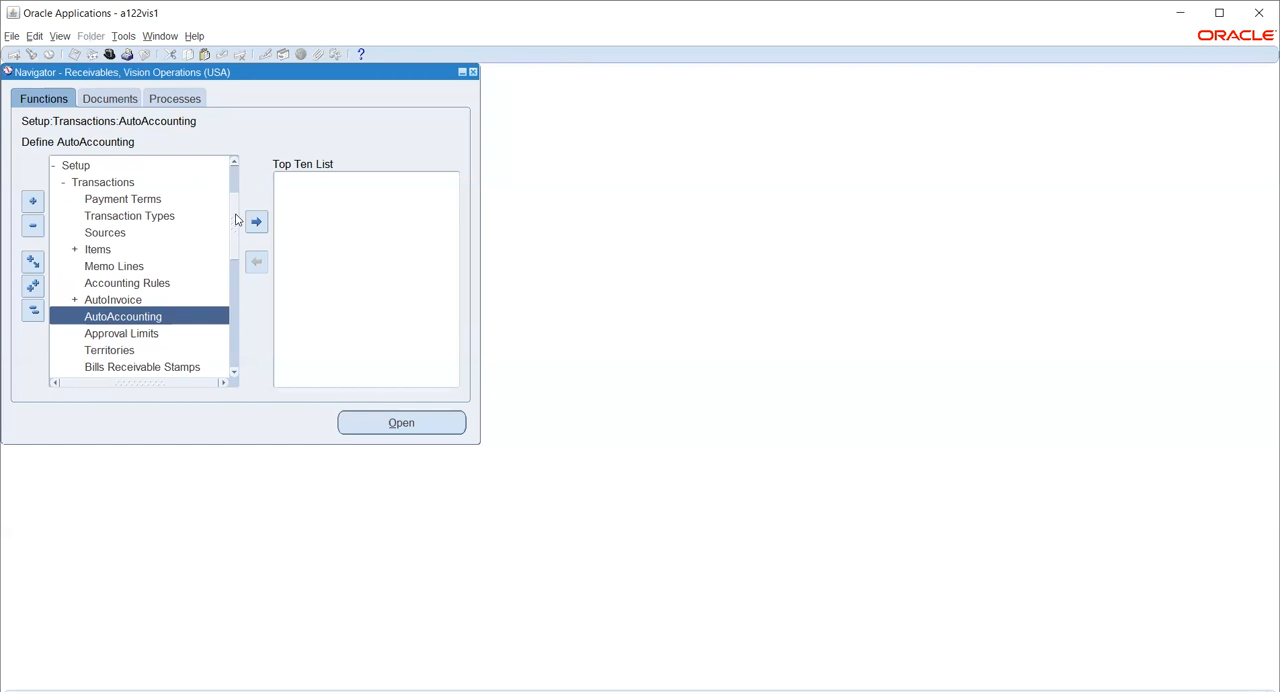 Oracle Applications - a122vis1
File Edit View Folder Tools Window Help
ORACLE
Navigator - Receivables, Vision Operations (USA)
Functions Documents Processes
Setup:Transactions:AutoAccounting
Define AutoAccounting
- Setup
- Transactions
Payment Terms
Transaction Types
Sources
+ Items
Memo Lines
Accounting Rules
+ AutoInvoice
AutoAccounting
Approval Limits
Territories
Bills Receivable Stamps
Top Ten List
Open